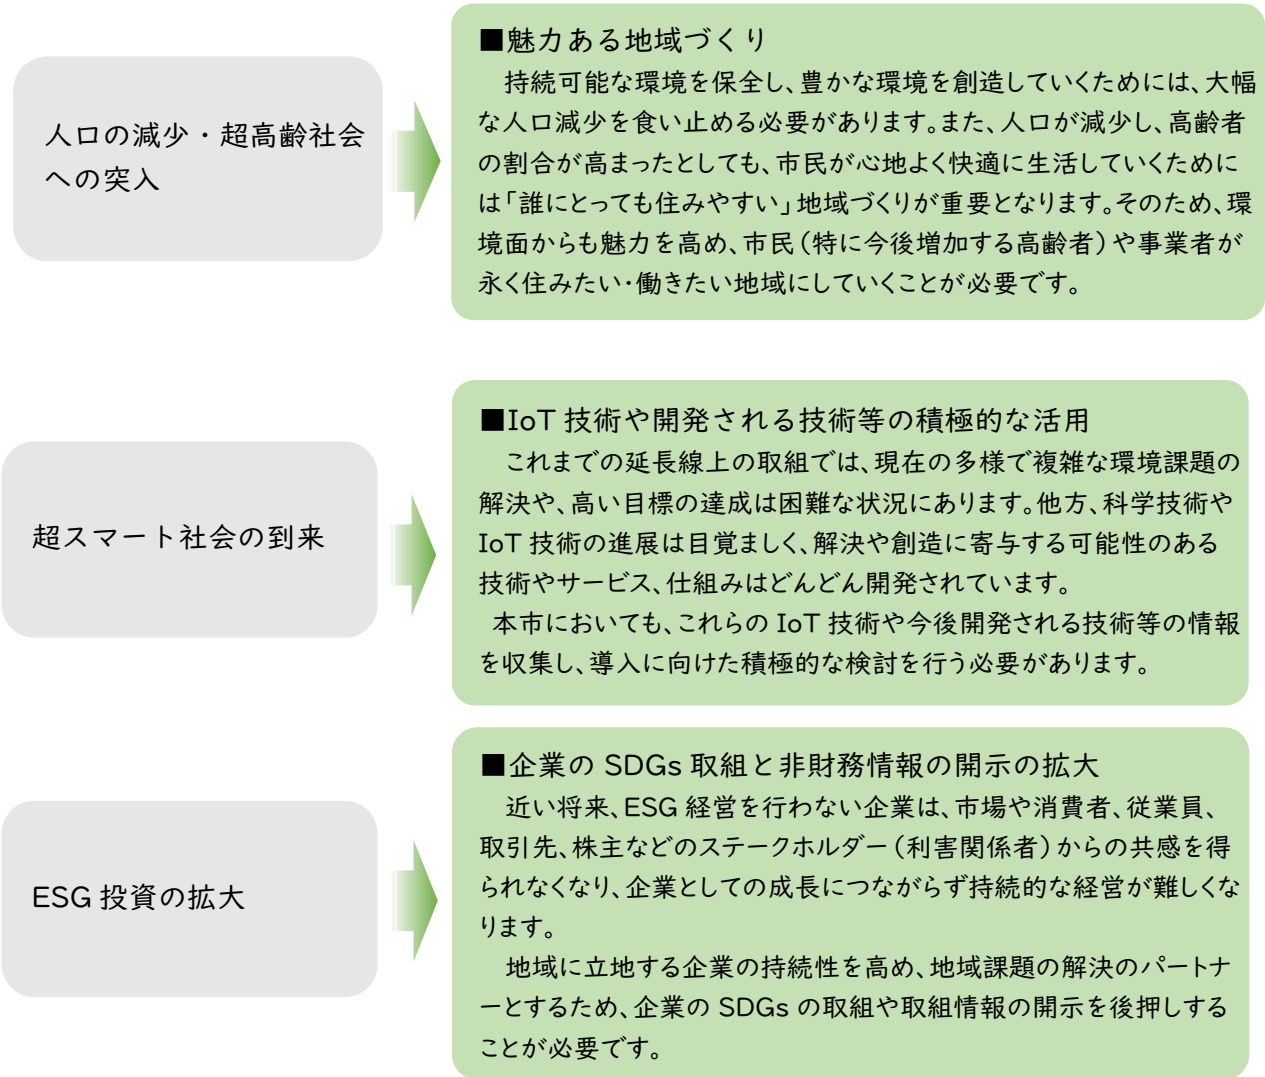 人口の減少・超高齢社会
への突入
■魅力ある地域づくり
持続可能な環境を保全し、豊かな環境を創造していくためには、大幅
な人口減少を食い止める必要があります。また、人口が減少し、高齢者
の割合が高まったとしても、市民が心地よく快適に生活していくために
は「誰にとっても住みやすい」地域づくりが重要となります。そのため、環
境面からも魅力を高め、市民（特に今後増加する高齢者）や事業者が
永く住みたい・働きたい地域にしていくことが必要です。
超スマート社会の到来
■IoT 技術や開発される技術等の積極的な活用
これまでの延長線上の取組では、現在の多様で複雑な環境課題の
解決や、高い目標の達成は困難な状況にあります。他方、科学技術や
IoT 技術の進展は目覚ましく、解決や創造に寄与する可能性のある
技術やサービス、仕組みはどんどん開発されています。
本市においても、これらの IoT 技術や今後開発される技術等の情報
を収集し、導入に向けた積極的な検討を行う必要があります。
ESG 投資の拡大
■企業の SDGs 取組と非財務情報の開示の拡大
近い将来、ESG 経営を行わない企業は、市場や消費者、従業員、
取引先、株主などのステークホルダー（利害関係者）からの共感を得
られなくなり、企業としての成長につながらず持続的な経営が難しくな
ります。
地域に立地する企業の持続性を高め、地域課題の解決のパートナ
ーとするため、企業の SDGs の取組や取組情報の開示を後押しする
ことが必要です。